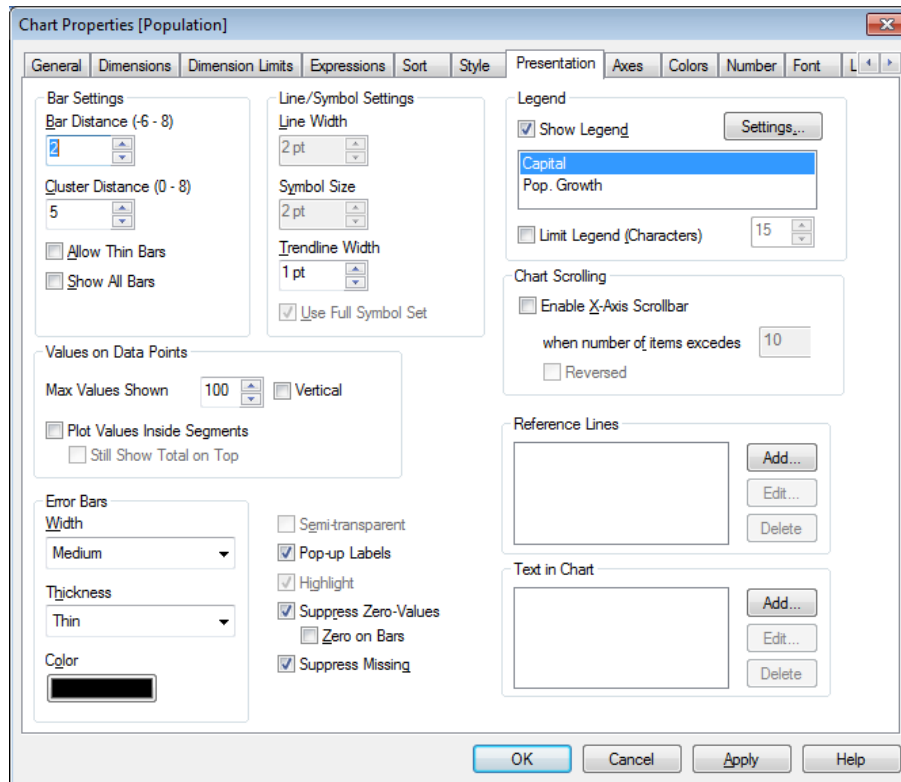 Chart Properties [Population]
General Dimensions Dimension Limits Expressions Sort Style Presentation Axes Colors Number Font L
Bar Settings
Bar Distance (-6 - 8)
2
Cluster Distance (0 - 8)
5
Allow Thin Bars
Show All Bars
Line/Symbol Settings
Line Width
2 pt
Symbol Size
2 pt
Trendline Width
1 pt
Use Full Symbol Set
Legend
Show Legend
Settings...
Capital
Pop. Growth
Limit Legend (Characters)
15
Chart Scrolling
Enable X-Axis Scrollbar
when number of items excedes
10
Reversed
Values on Data Points
Max Values Shown
100
Vertical
Plot Values Inside Segments
Still Show Total on Top
Reference Lines
Add...
Edit...
Delete
Error Bars
Width
Medium
Thickness
Thin
Color
Semi-transparent
Pop-up Labels
Highlight
Suppress Zero-Values
Zero on Bars
Suppress Missing
Text in Chart
Add...
Edit...
Delete
OK Cancel Apply Help